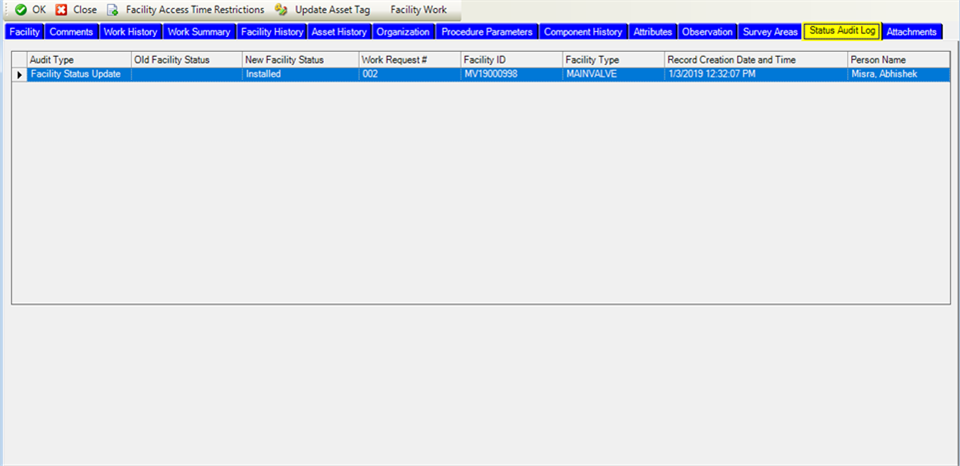 OK Close Facility Access Time Restrictions Update Asset Tag Facility Work
Facility Comments Work History Work Summary Facility History Asset History Organization Procedure Parameters Component History Attributes Observation Survey Areas Status Audit Log Attachments
Audit Type Old Facility Status New Facility Status Work Request # Facility ID Facility Type Record Creation Date and Time Person Name
Facility Status Update Installed 002 MV19000998 MAINVALVE 1/3/2019 12:32:07 PM Misra, Abhishek